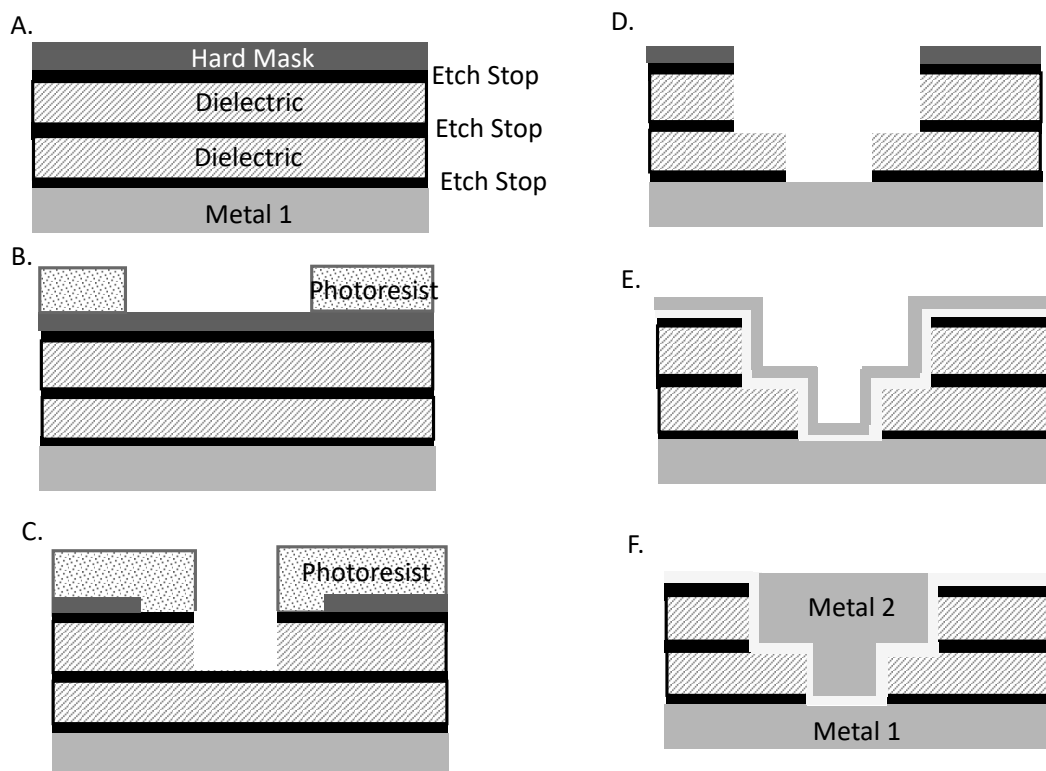 A.
Hard Mask
Etch Stop
Dielectric
Etch Stop
Dielectric
Etch Stop
Metal 1
B.
Photoresist
C.
Photoresist
D.
E.
F.
Metal 2
Metal 1